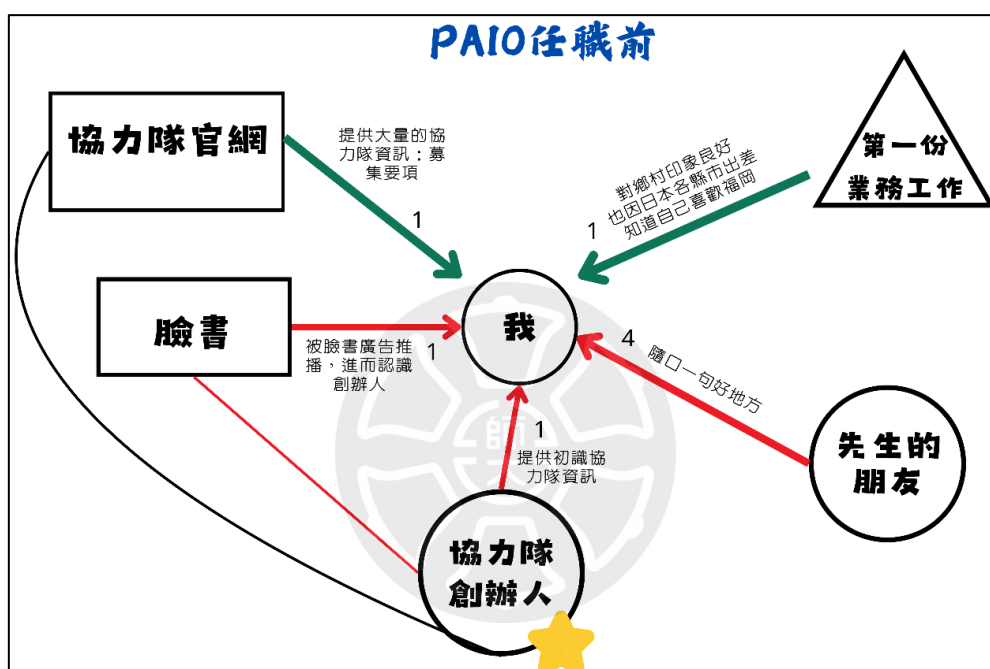 PAIO任職前
協力隊官網
提供大量的協
力隊資訊：募
集要項
1
對鄉村印象良好
也因日本各縣市出差
知道自己喜歡福岡
1
第一份
業務工作
臉書
被臉書廣告推
播，進而認識
創辦人
1
我
4
隨口一句好地方
先生的
朋友
1
提供初識協
力隊資訊
協力隊
創辦人
師